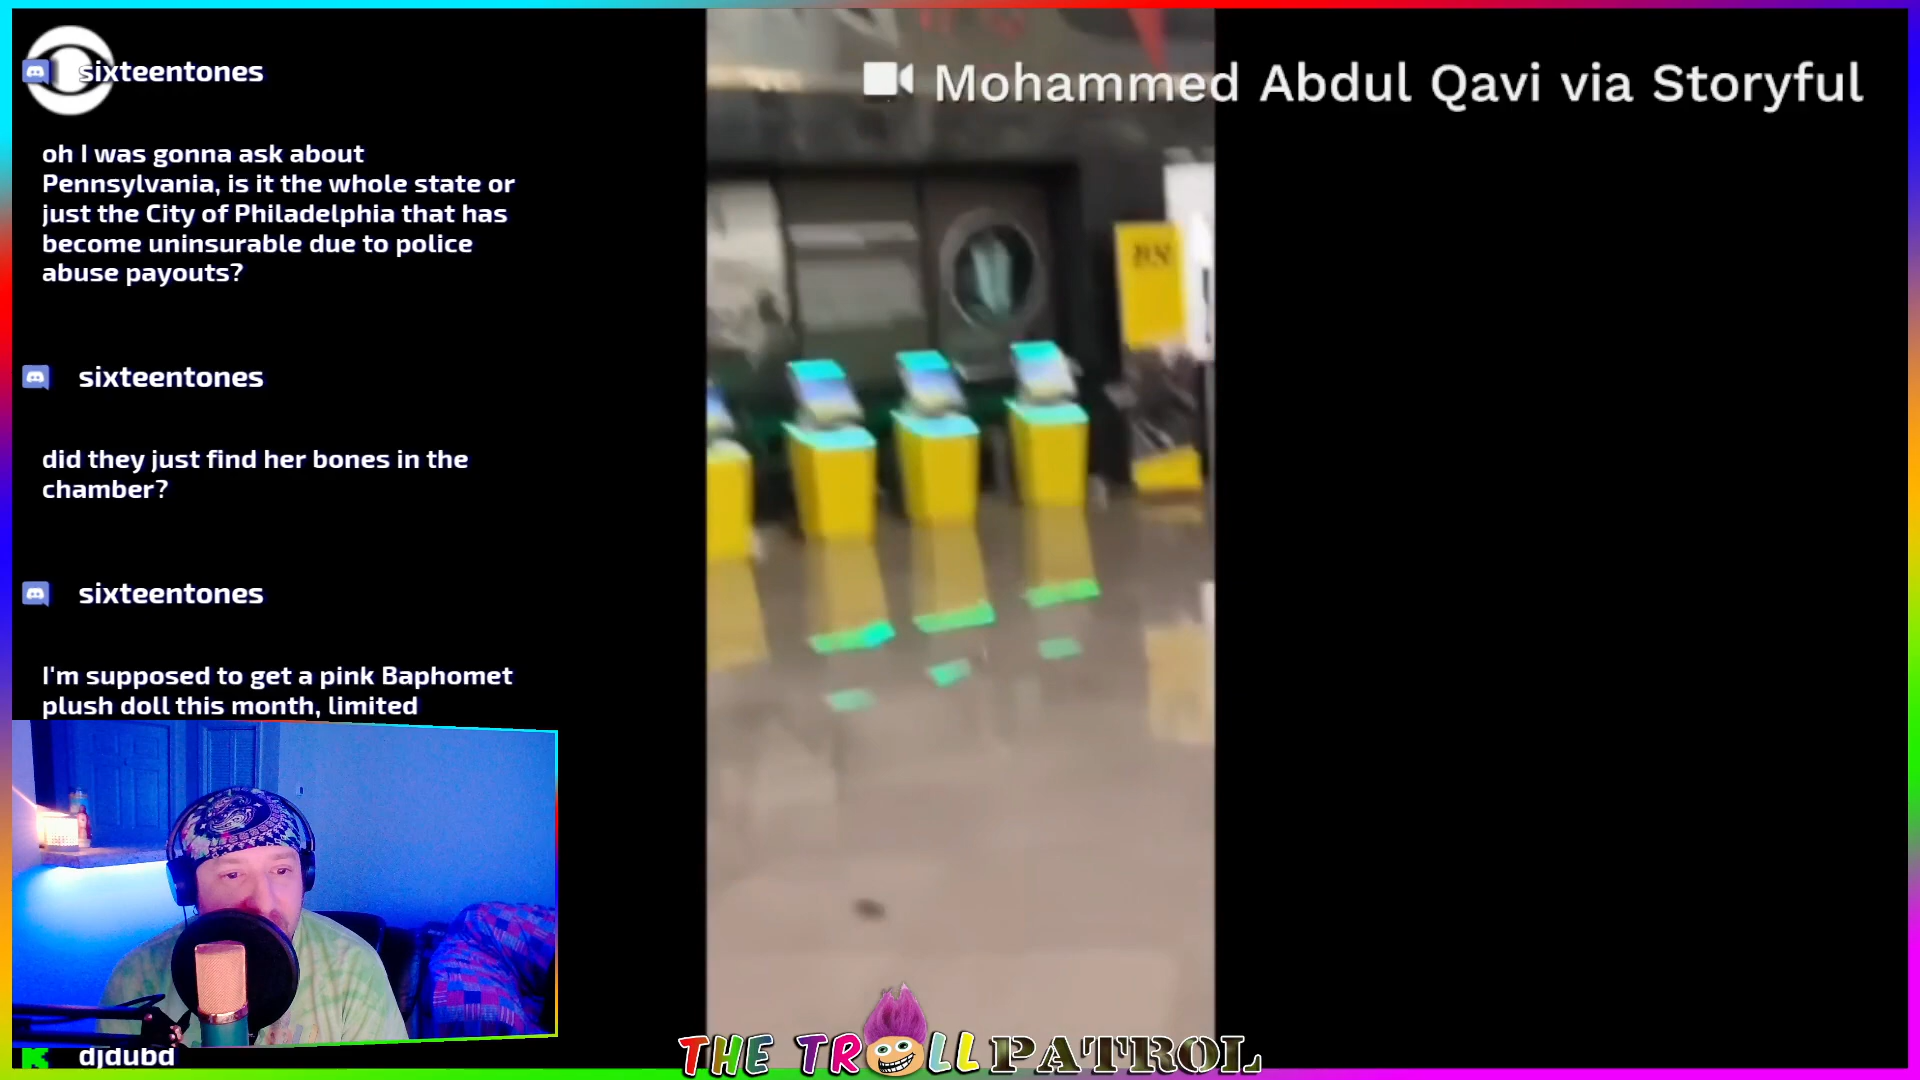 sixteentones
oh I was gonna ask about
Pennsylvania, is it the whole state or
just the City of Philadelphia that has
become uninsurable due to police
abuse payouts?
sixteentones
did they just find her bones in the
chamber?
sixteentones
I'm supposed to get a pink Baphomet
plush doll this month, limited
djdubd
Mohammed Abdul Qavi via Storyful
THE TROLL PATROL